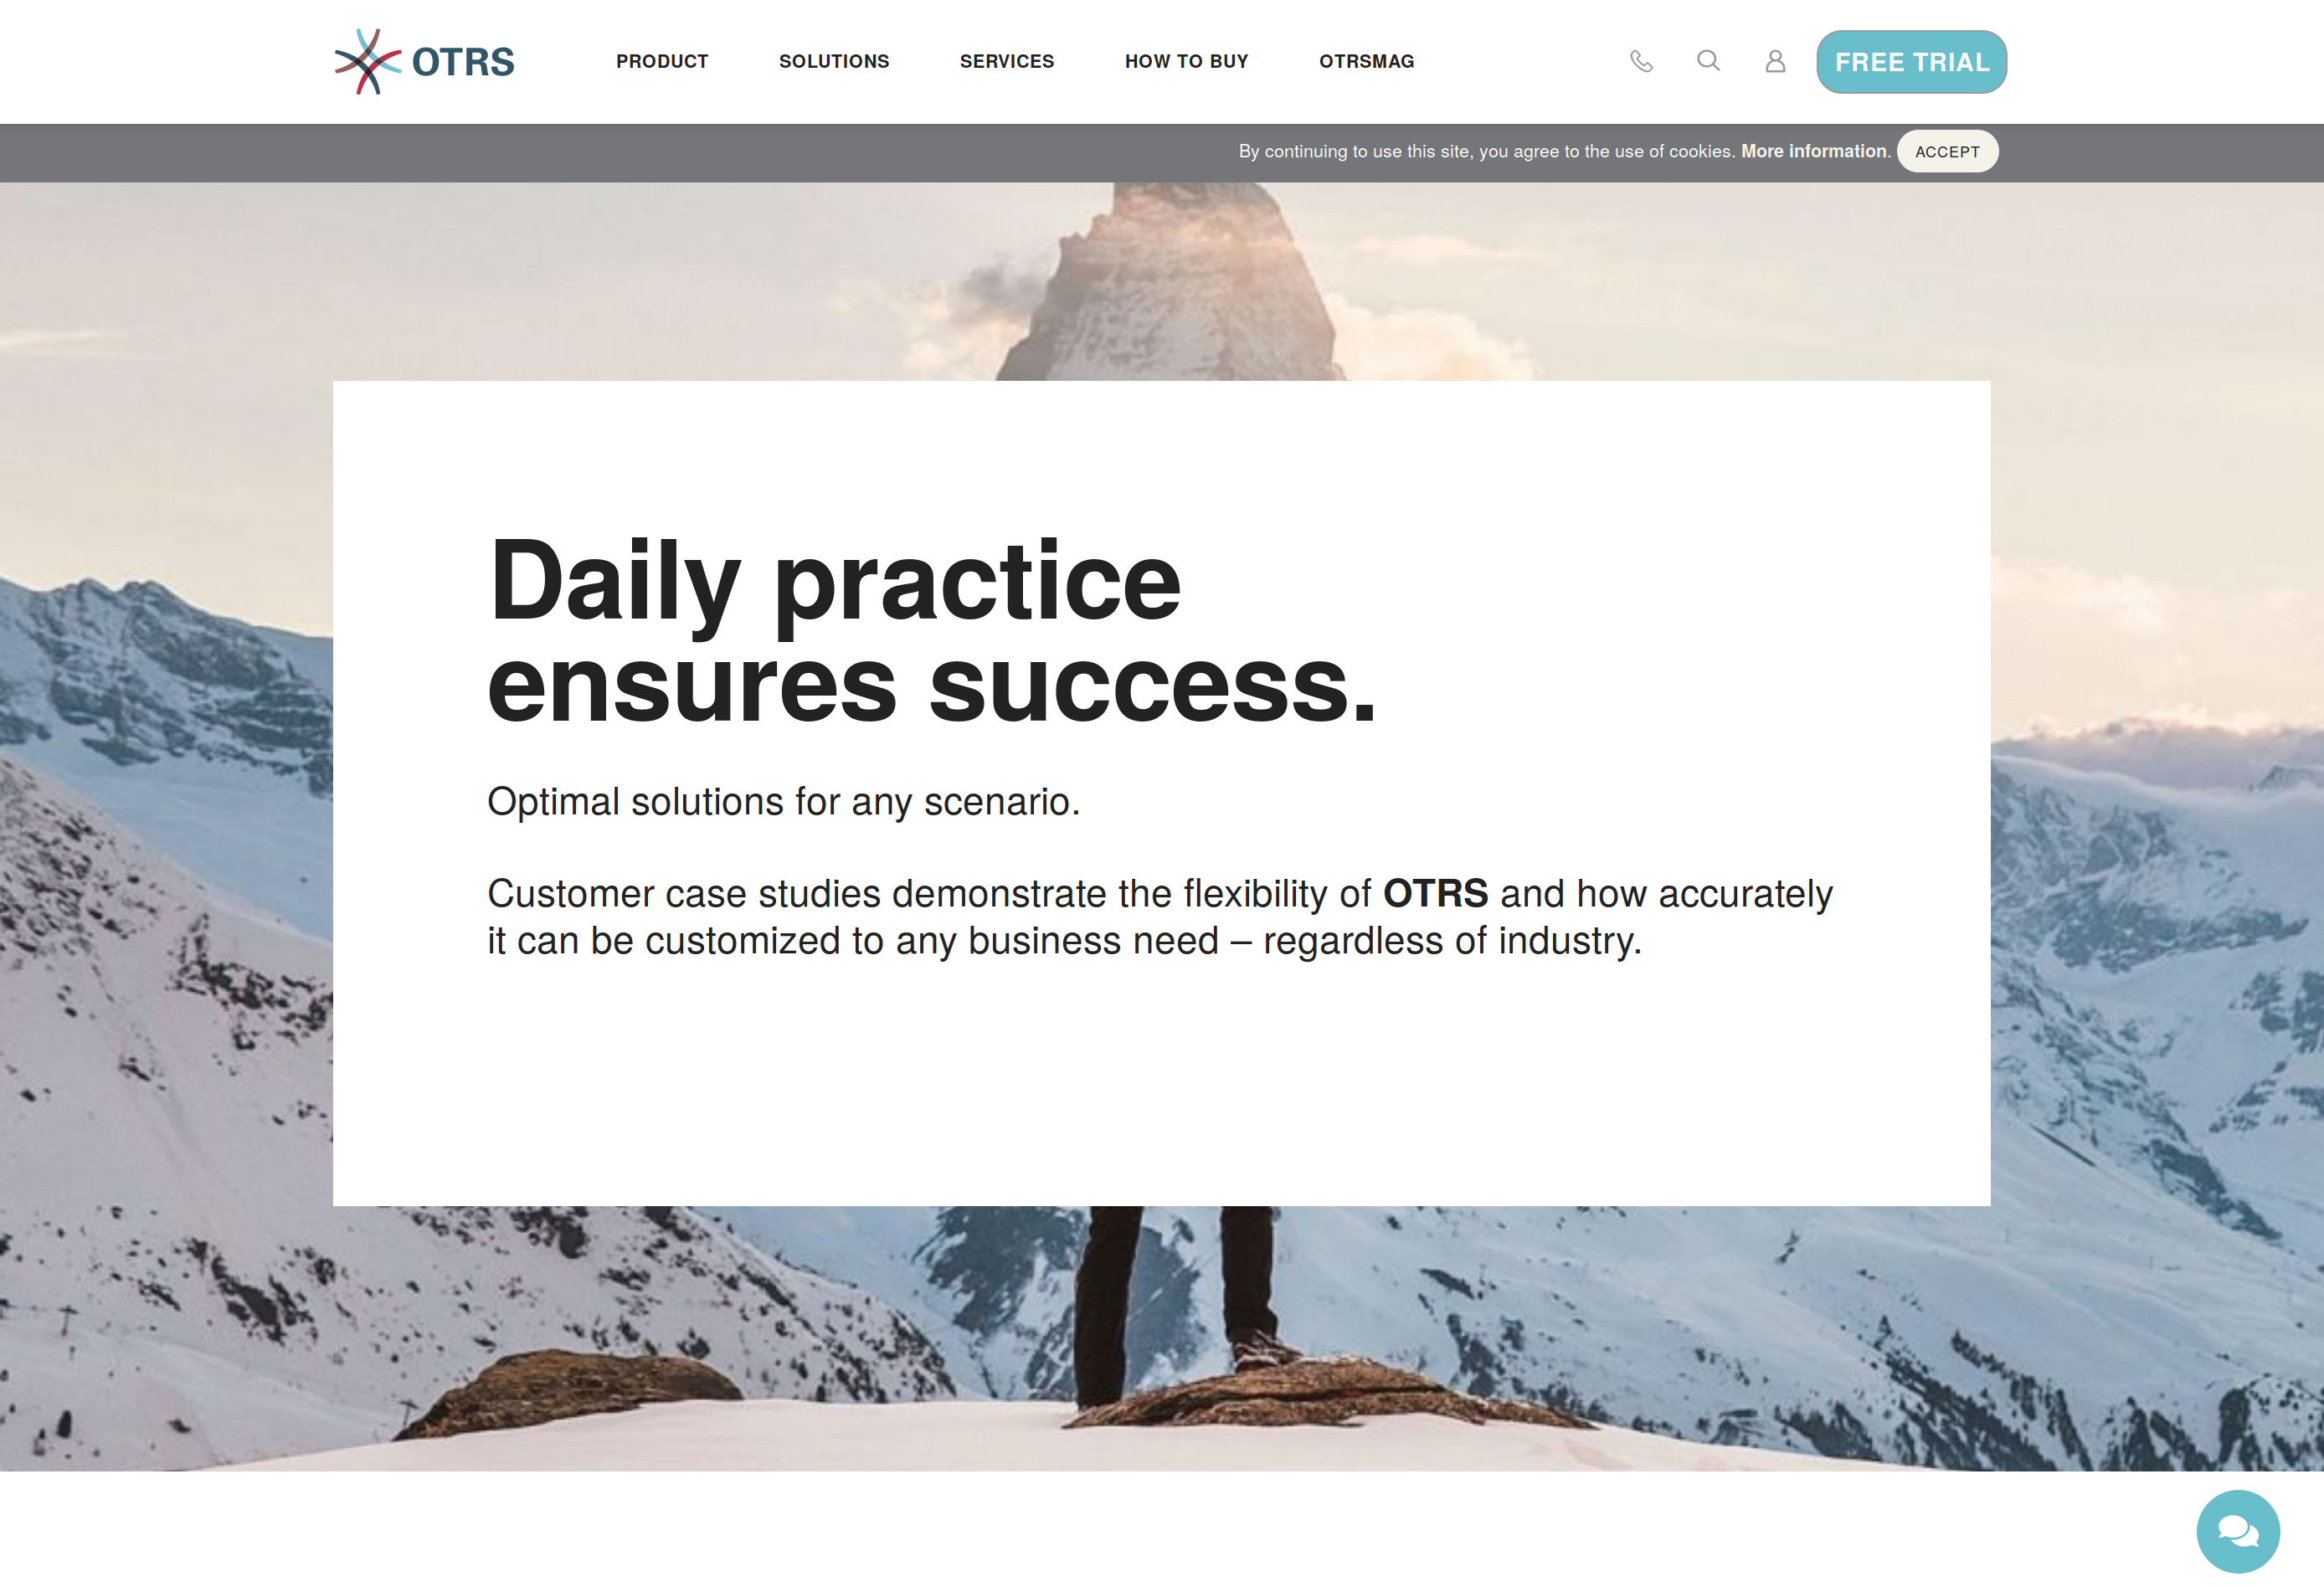 OTRS
PRODUCT
SOLUTIONS
SERVICES
HOW TO BUY
OTRSMAG
FREE TRIAL
By continuing to use this site, you agree to the use of cookies. More information.
ACCEPT
Daily practice
ensures success.
Optimal solutions for any scenario.
Customer case studies demonstrate the flexibility of OTRS and how accurately
it can be customized to any business need – regardless of industry.